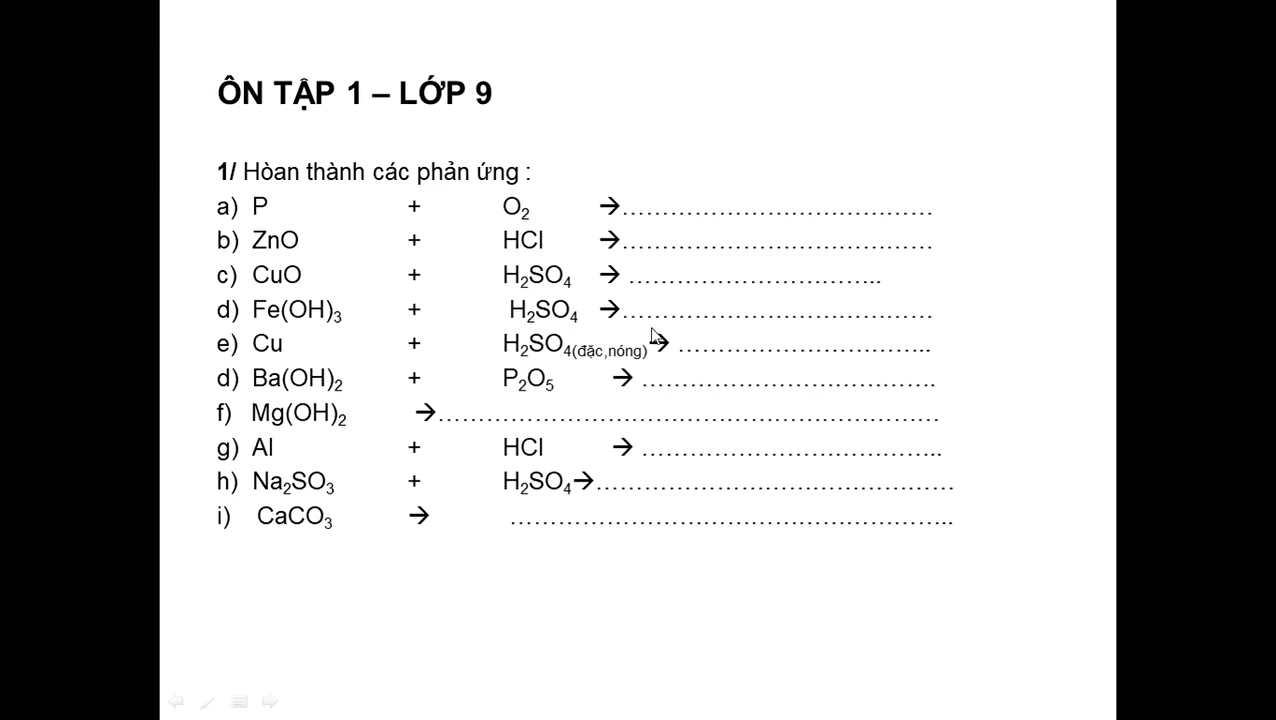 ÔN TẬP 1 – LỚP 9
1/ Hòan thành các phản ứng :
a) P + O₂ →…………………………………
b) ZnO + HCl →…………………………………
c) CuO + H₂SO₄ → …………………………..
d) Fe(OH)₃ + H₂SO₄ →…………………………………
e) Cu + H₂SO₄(đặc,nóng)→ …………………………...
d) Ba(OH)₂ + P₂O₅ → ……………………………….
f) Mg(OH)₂ →………………………………………………………
g) Al + HCl → ………………………………..
h) Na₂SO₃ + H₂SO₄→………………………………………
i) CaCO₃ → ………………………………………………..